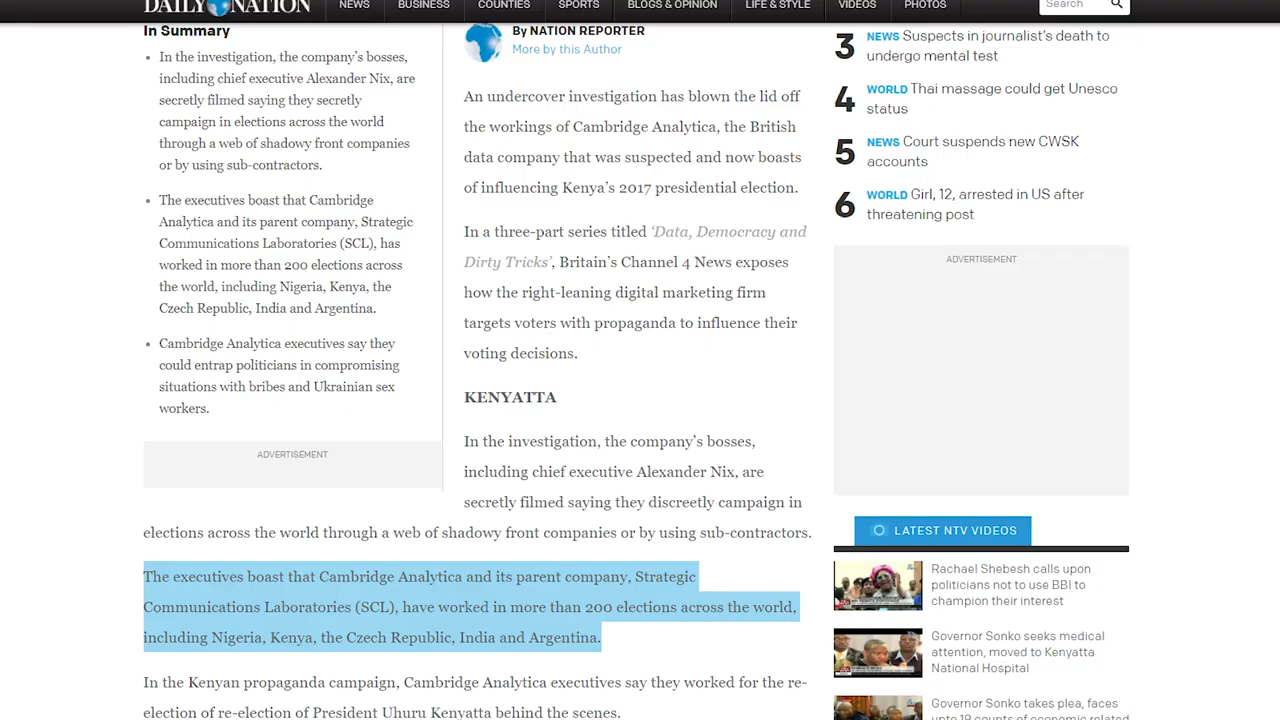 DAILY NATION
NEWS
BUSINESS
COUNTIES
SPORTS
BLOGS & OPINION
LIFE & STYLE
VIDEOS
PHOTOS
Search
In Summary
• In the investigation, the company's bosses,
including chief executive Alexander Nix, are
secretly filmed saying they secretly
campaign in elections across the world
through a web of shadowy front companies
or by using sub-contractors.
• The executives boast that Cambridge
Analytica and its parent company, Strategic
Communications Laboratories (SCL), has
worked in more than 200 elections across
the world, including Nigeria, Kenya, the
Czech Republic, India and Argentina.
• Cambridge Analytica executives say they
could entrap politicians in compromising
situations with bribes and Ukrainian sex
workers.
ADVERTISEMENT
By NATION REPORTER
More by this Author
An undercover investigation has blown the lid off
the workings of Cambridge Analytica, the British
data company that was suspected and now boasts
of influencing Kenya's 2017 presidential election.
In a three-part series titled 'Data, Democracy and
Dirty Tricks', Britain's Channel 4 News exposes
how the right-leaning digital marketing firm
targets voters with propaganda to influence their
voting decisions.
KENYATTA
In the investigation, the company's bosses,
including chief executive Alexander Nix, are
secretly filmed saying they discreetly campaign in
elections across the world through a web of shadowy front companies or by using sub-contractors.
The executives boast that Cambridge Analytica and its parent company, Strategic
Communications Laboratories (SCL), have worked in more than 200 elections across the world,
including Nigeria, Kenya, the Czech Republic, India and Argentina.
In the Kenyan propaganda campaign, Cambridge Analytica executives say they worked for the re-
election of re-election of President Uhuru Kenyatta behind the scenes.
3 NEWS Suspects in journalist's death to
undergo mental test
4 WORLD Thai massage could get Unesco
status
5 NEWS Court suspends new CWSK
accounts
6 WORLD Girl, 12, arrested in US after
threatening post
ADVERTISEMENT
LATEST NTV VIDEOS
Rachael Shebesh calls upon
politicians not to use BBI to
champion their interest
Governor Sonko seeks medical
attention, moved to Kenyatta
National Hospital
Governor Sonko takes plea, faces
upto 19 counts of economic related